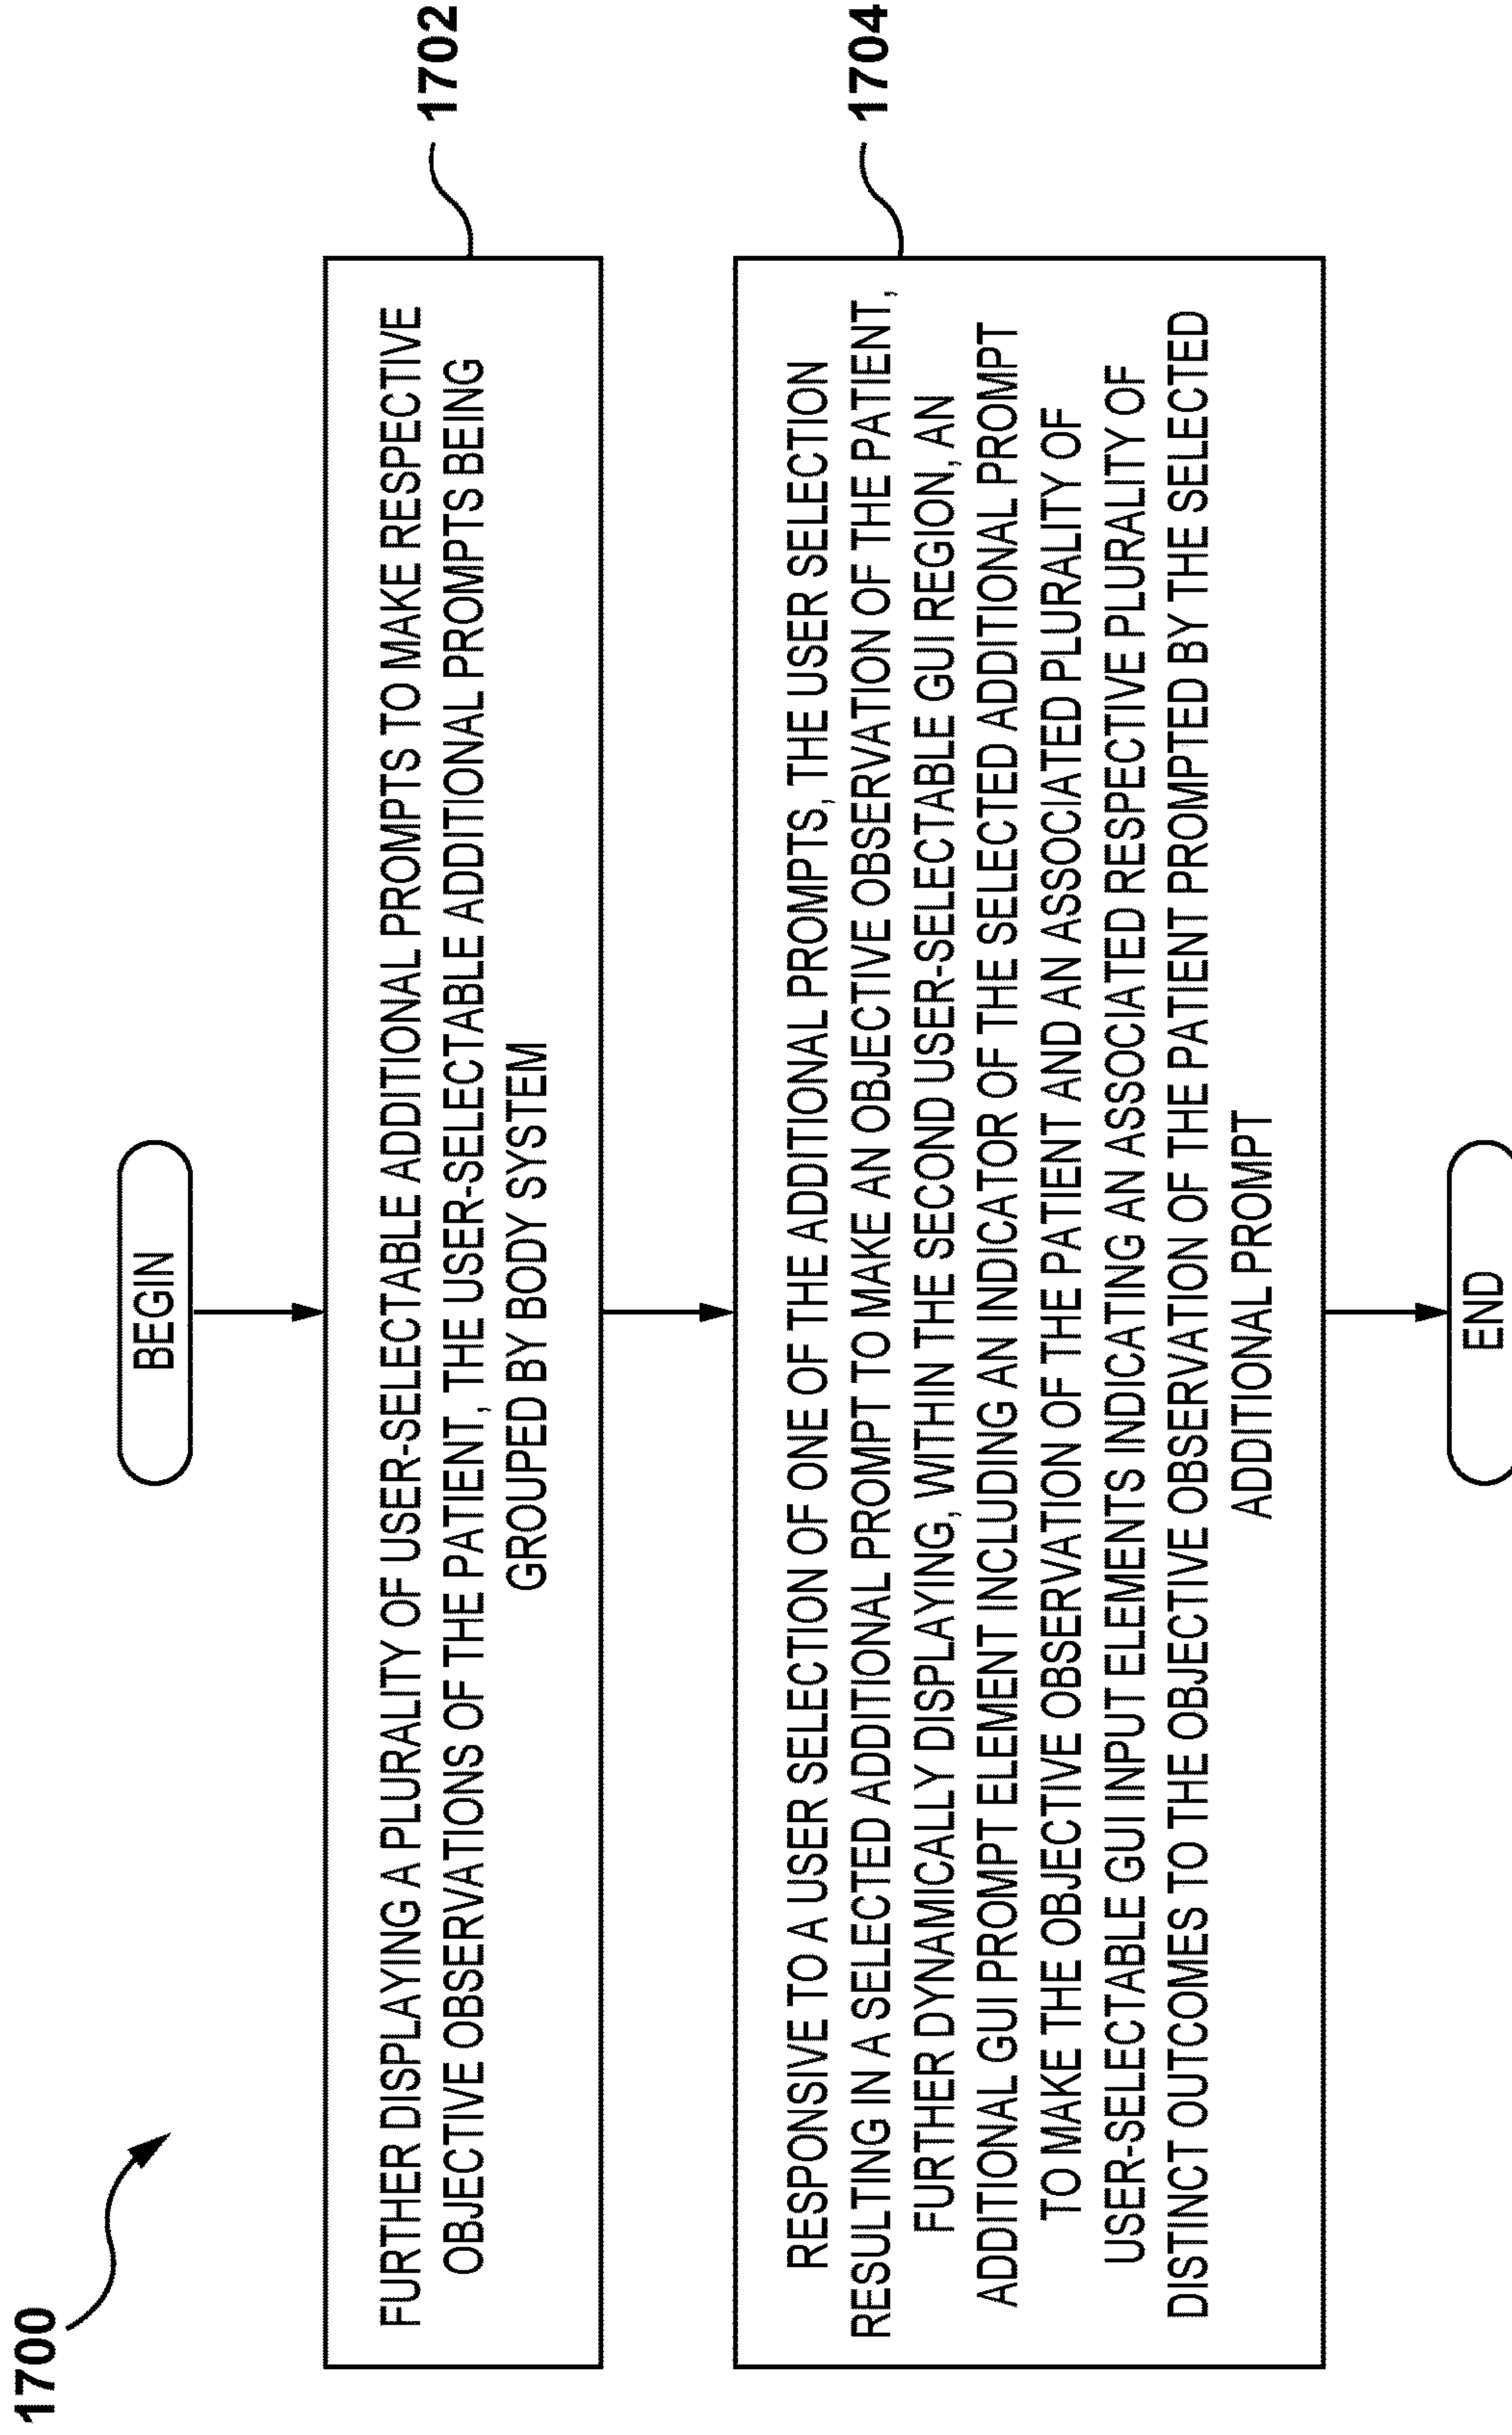 1700
BEGIN
FURTHER DISPLAYING A PLURALITY OF USER-SELECTABLE ADDITIONAL PROMPTS TO MAKE RESPECTIVE
OBJECTIVE OBSERVATIONS OF THE PATIENT, THE USER-SELECTABLE ADDITIONAL PROMPTS BEING
GROUPED BY BODY SYSTEM
1702
RESPONSIVE TO A USER SELECTION OF ONE OF THE ADDITIONAL PROMPTS, THE USER SELECTION
RESULTING IN A SELECTED ADDITIONAL PROMPT TO MAKE AN OBJECTIVE OBSERVATION OF THE PATIENT,
FURTHER DYNAMICALLY DISPLAYING, WITHIN THE SECOND USER-SELECTABLE GUI REGION, AN
ADDITIONAL GUI PROMPT ELEMENT INCLUDING AN INDICATOR OF THE SELECTED ADDITIONAL PROMPT
TO MAKE THE OBJECTIVE OBSERVATION OF THE PATIENT AND AN ASSOCIATED PLURALITY OF
USER-SELECTABLE GUI INPUT ELEMENTS INDICATING AN ASSOCIATED RESPECTIVE PLURALITY OF
DISTINCT OUTCOMES TO THE OBJECTIVE OBSERVATION OF THE PATIENT PROMPTED BY THE SELECTED
ADDITIONAL PROMPT
1704
END